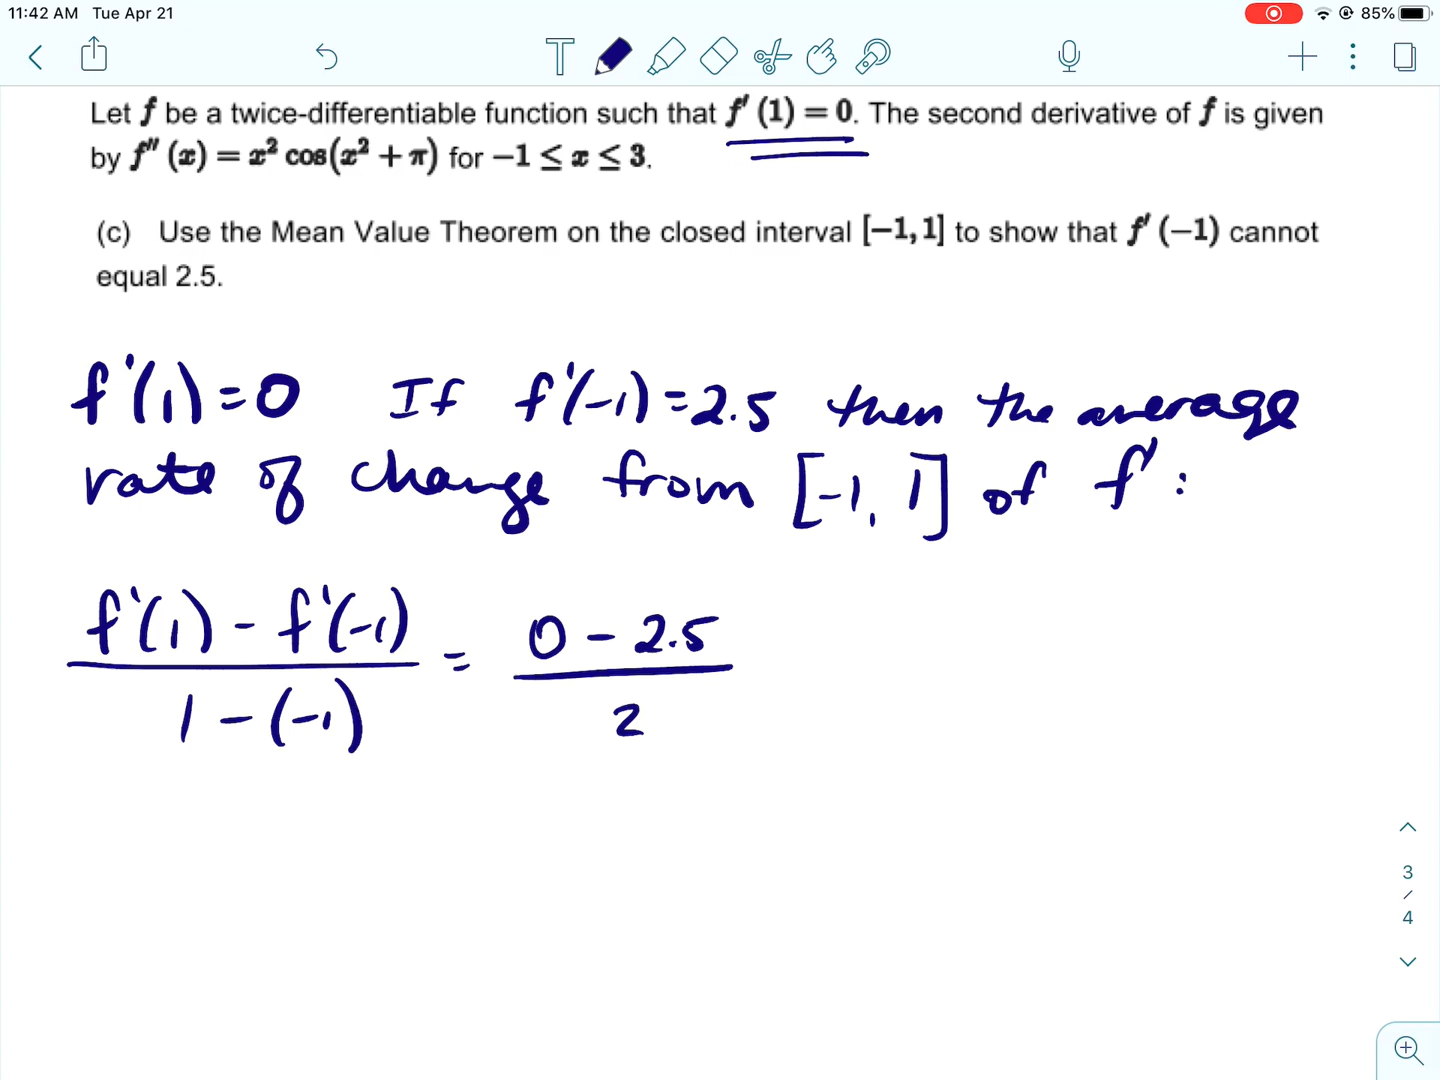 11:42 AM Tue Apr 21
85%
Let f be a twice-differentiable function such that f′ (1) = 0. The second derivative of f is given
by f″ (x) = x² cos(x² + π) for −1 ≤ x ≤ 3.
(c) Use the Mean Value Theorem on the closed interval [−1, 1] to show that f′ (−1) cannot
equal 2.5.
f'(1) = 0 If f'(-1) = 2.5 then the average
rate of change from [-1, 1] of f' :
f'(1) - f'(-1) / 1 - (-1) = 0 - 2.5 / 2
3
/
4